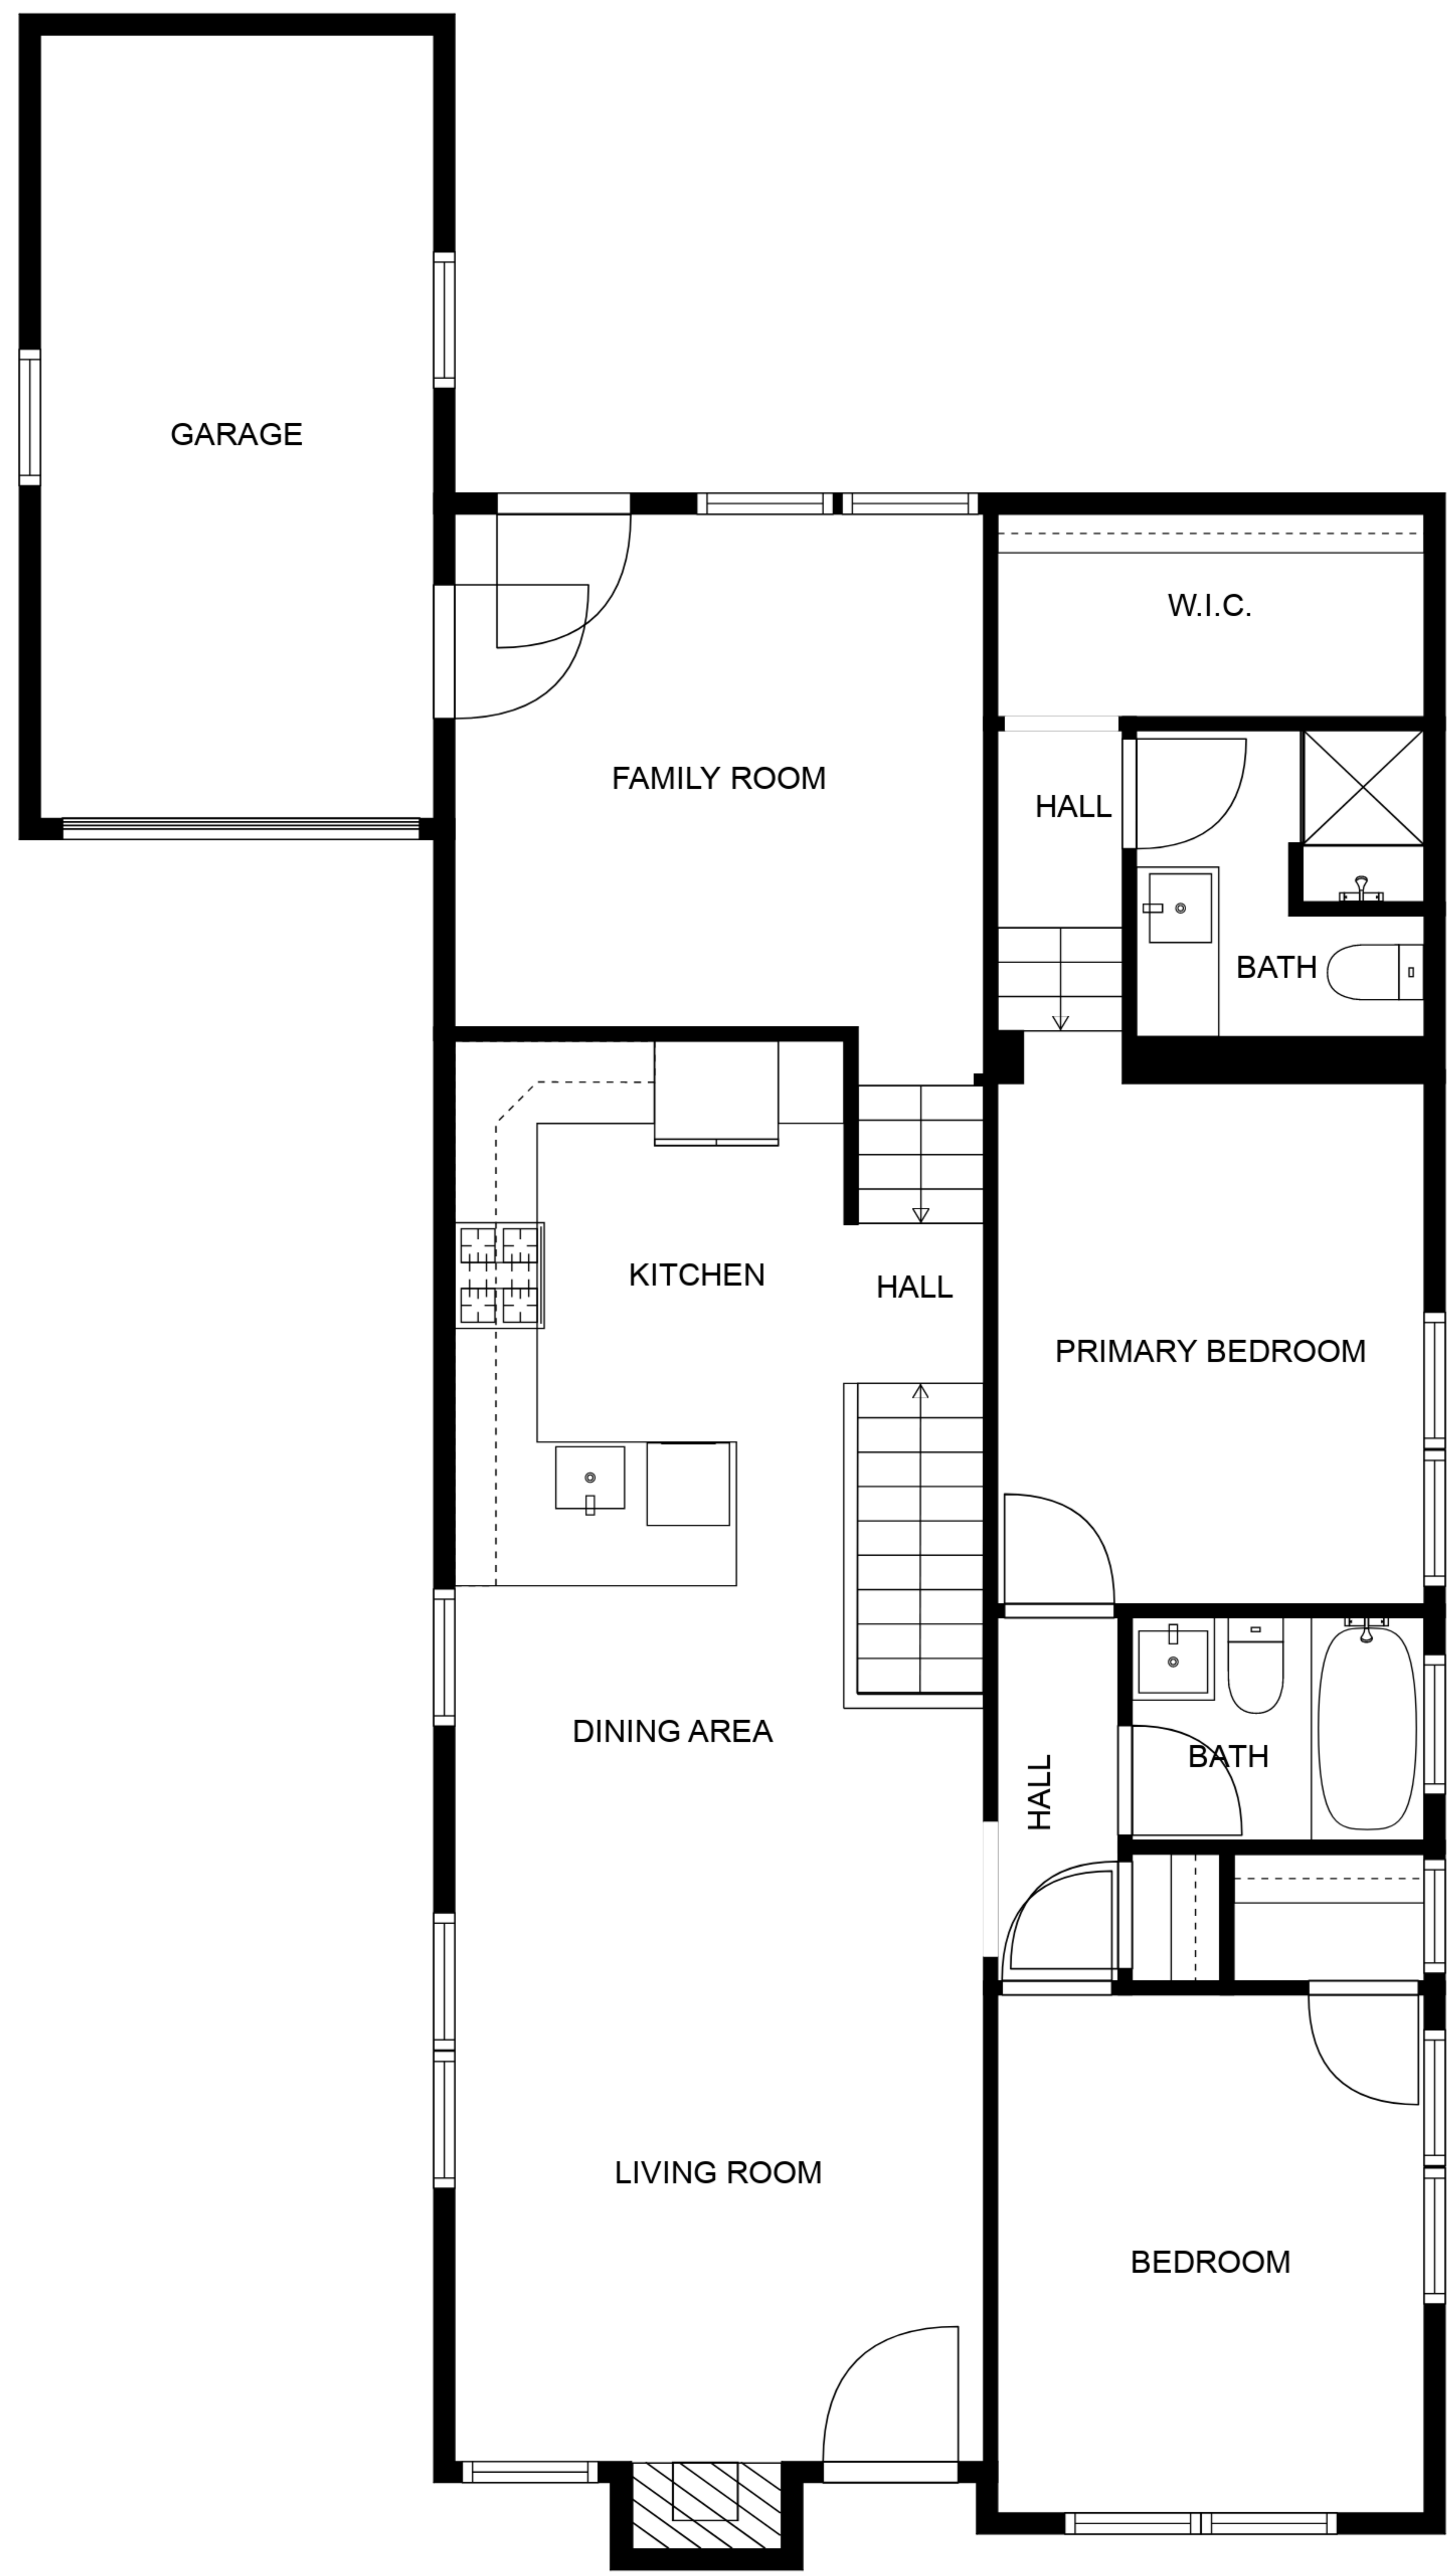 GARAGE
W.I.C.
FAMILY ROOM
HALL
BATH
KITCHEN
HALL
PRIMARY BEDROOM
DINING AREA
HALL
BATH
LIVING ROOM
BEDROOM